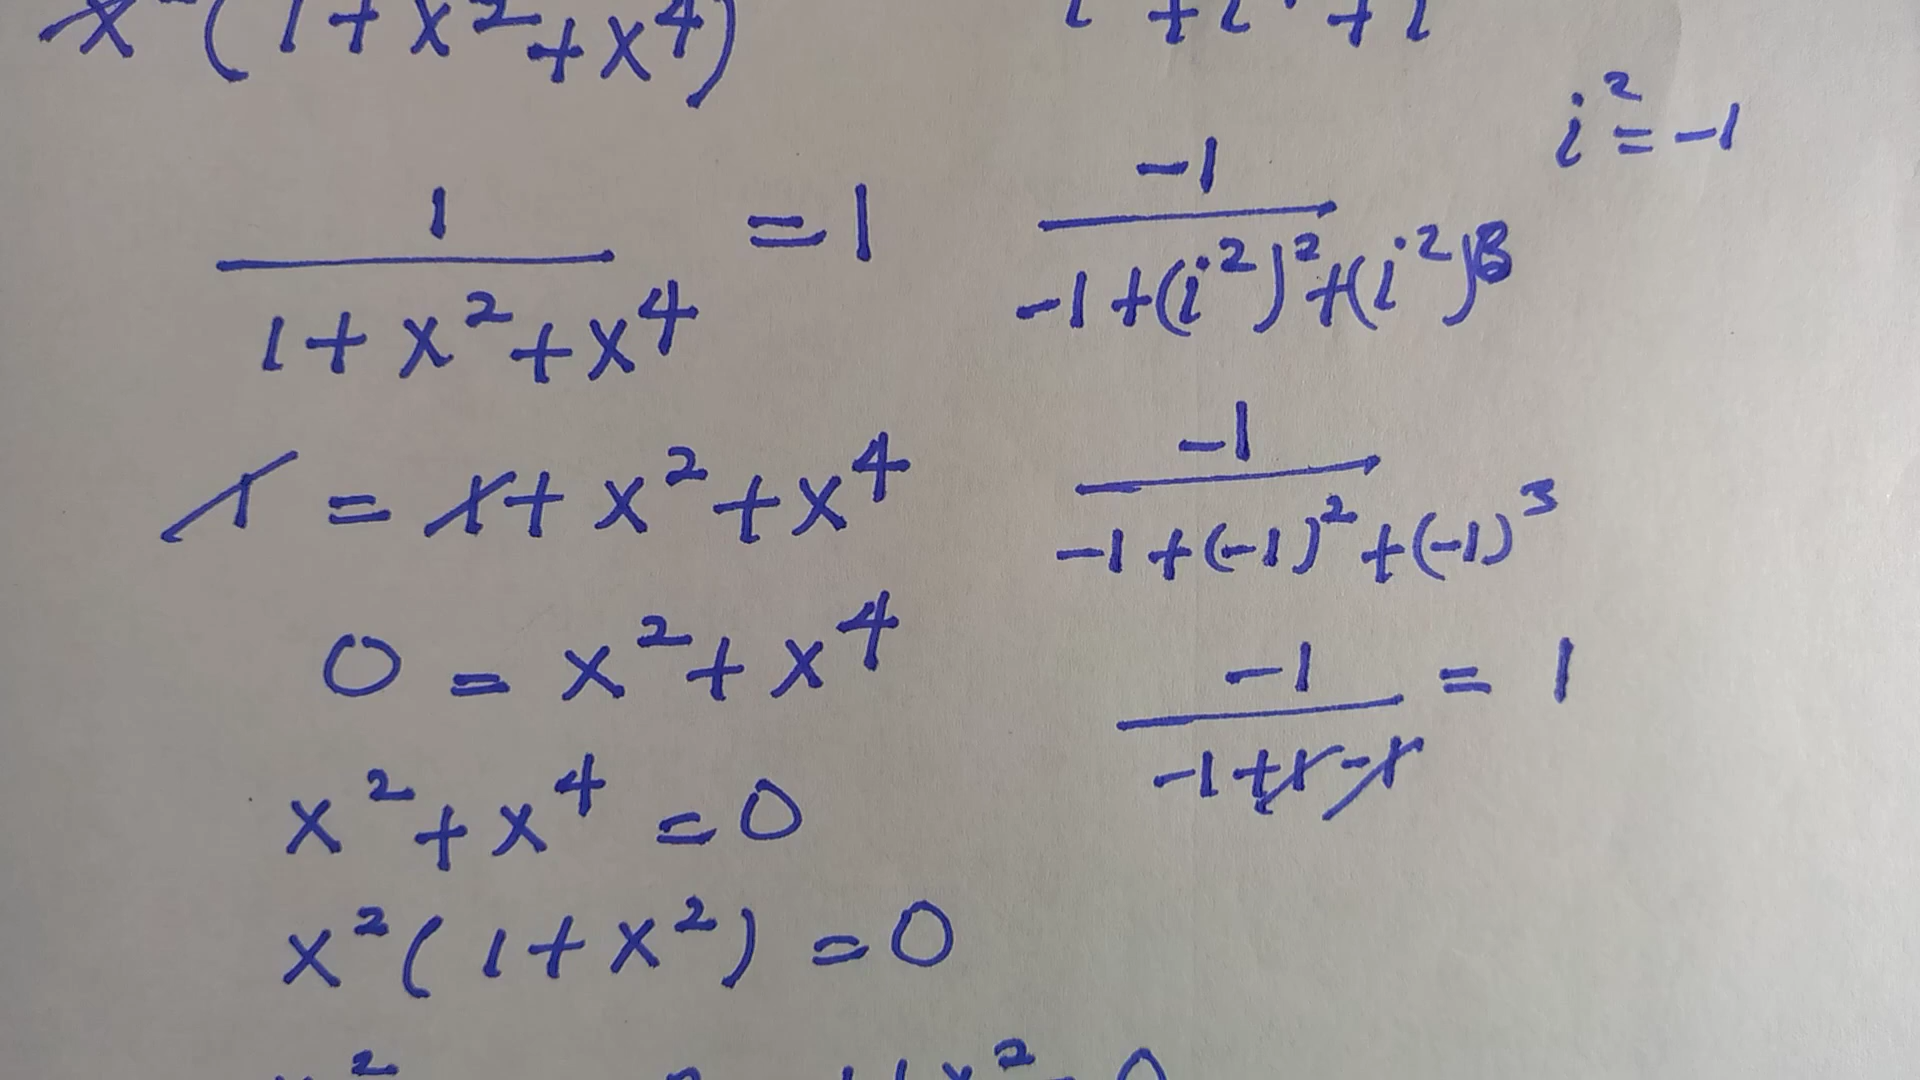 x (1+x²+x⁴)
1/(1+x²+x⁴) = 1
1 = 1+x²+x⁴
0 = x²+x⁴
x²+x⁴ = 0
x²(1+x²) = 0
i² = -1
-1/(-1+(i²)²+(i²)³)
-1/(-1+(-1)²+(-1)³)
-1/(-1+1-1) = 1